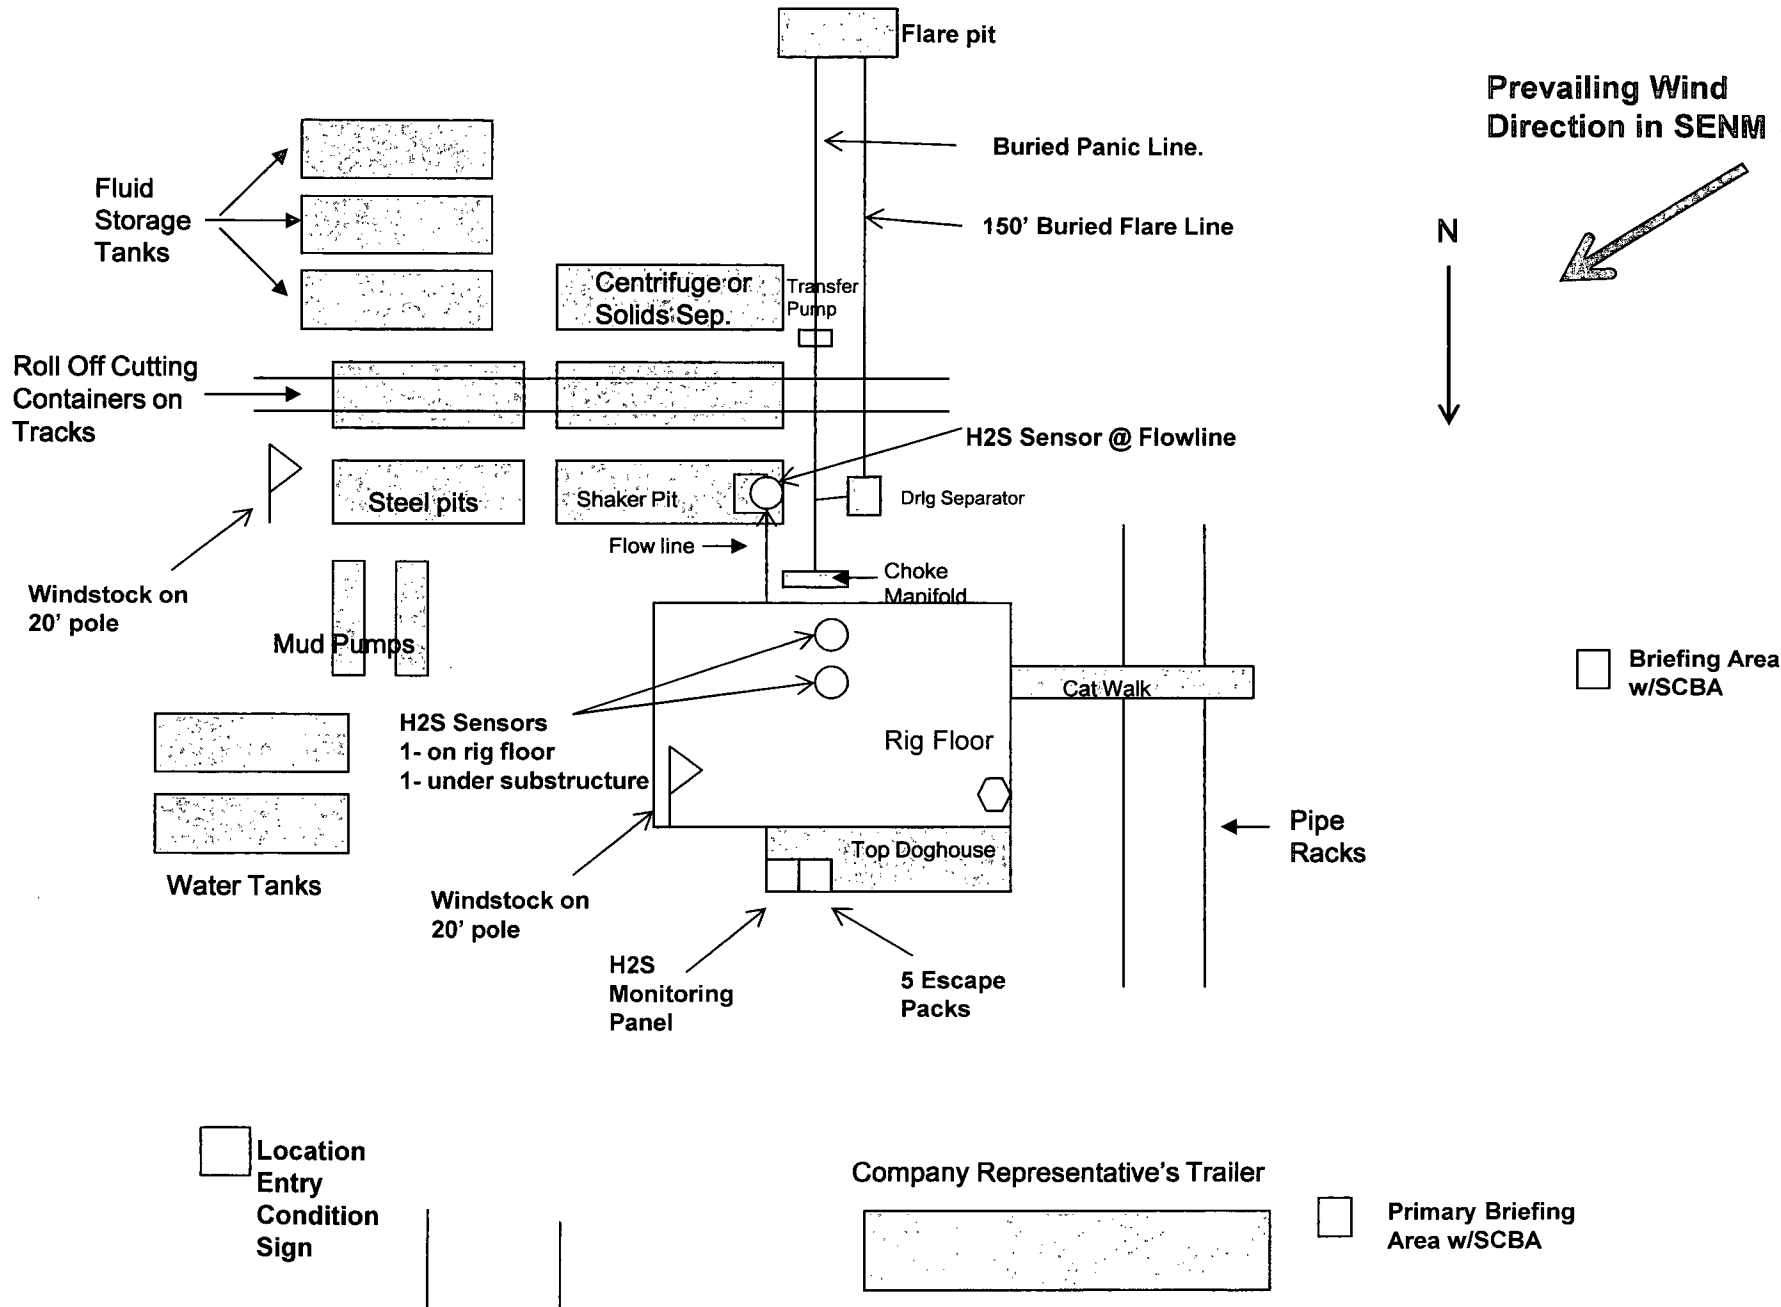 Flare pit
Prevailing Wind
Direction in SENM
Buried Panic Line.
Fluid
Storage
Tanks
150' Buried Flare Line
N
Centrifuge or
Solids Sep.
Transfer
Pump
Roll Off Cutting
Containers on
Tracks
H2S Sensor @ Flowline
Steel pits
Shaker Pit
Drlg Separator
Flow line
Choke
Manifold
Windstock on
20' pole
Mud Pumps
Briefing Area
w/SCBA
Cat Walk
H2S Sensors
1- on rig floor
1- under substructure
Rig Floor
Pipe
Racks
Top Doghouse
Water Tanks
Windstock on
20' pole
H2S
Monitoring
Panel
5 Escape
Packs
Location
Entry
Condition
Sign
Company Representative's Trailer
Primary Briefing
Area w/SCBA